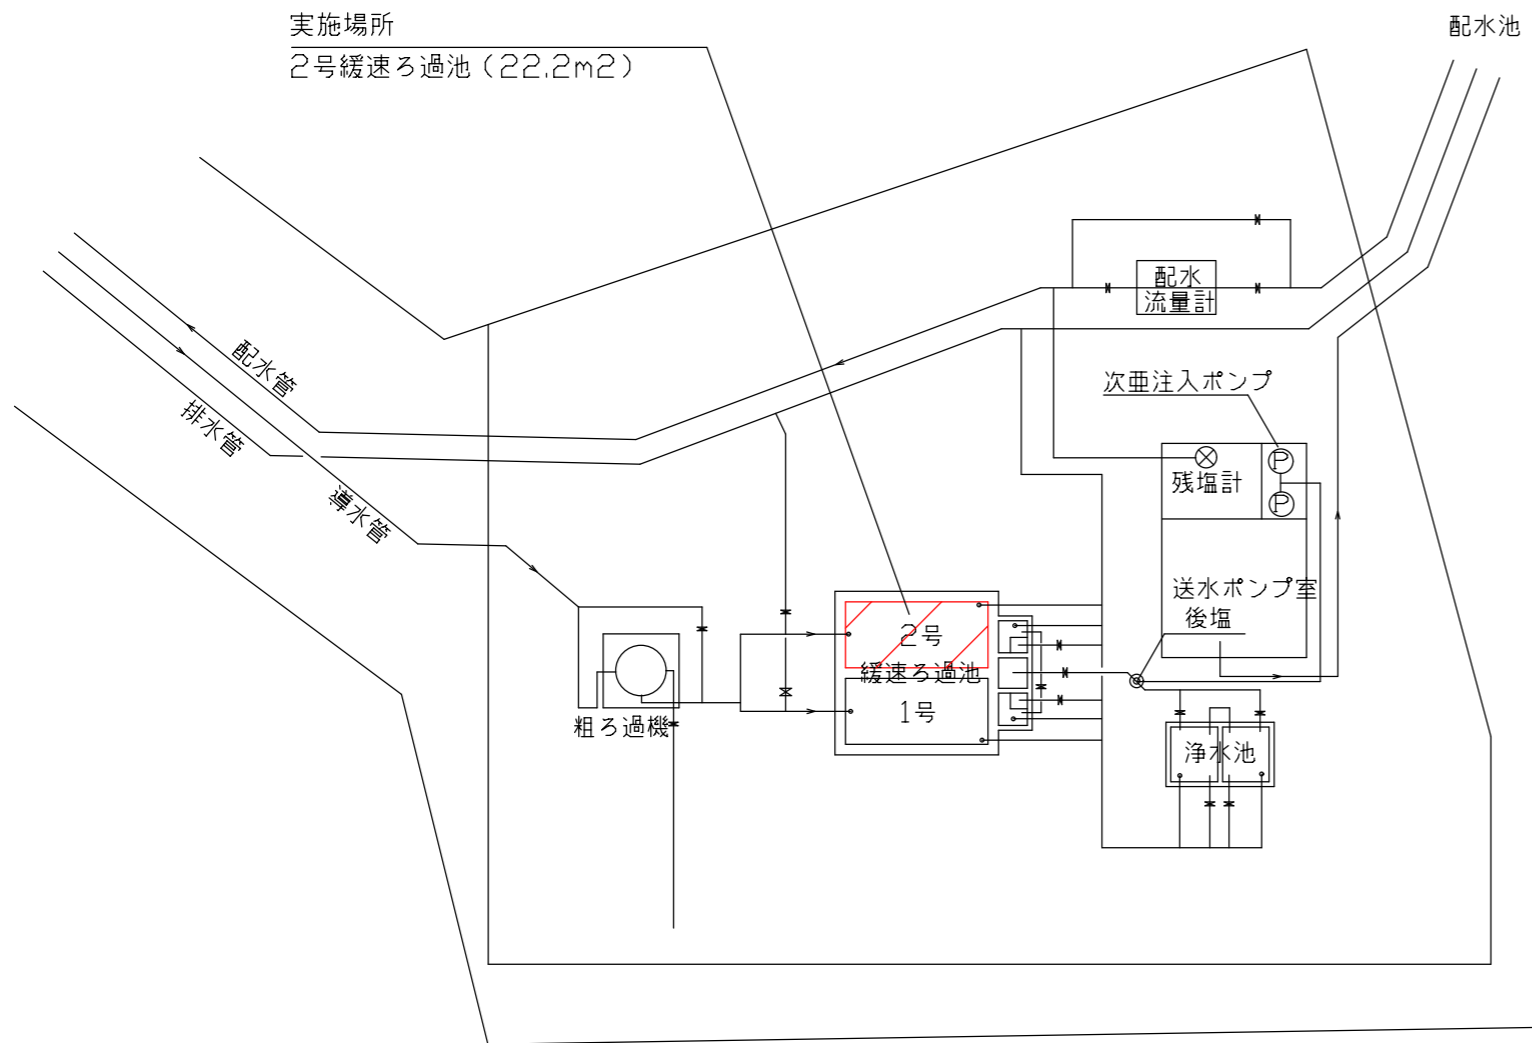 実施場所
2号緩速ろ過池（22.2m2）
配水池
配水
流量計
配水管
排水管
導水管
次亜注入ポンプ
P
残塩計
P
送水ポンプ室
後塩
2号
緩速ろ過池
1号
粗ろ過機
浄水池